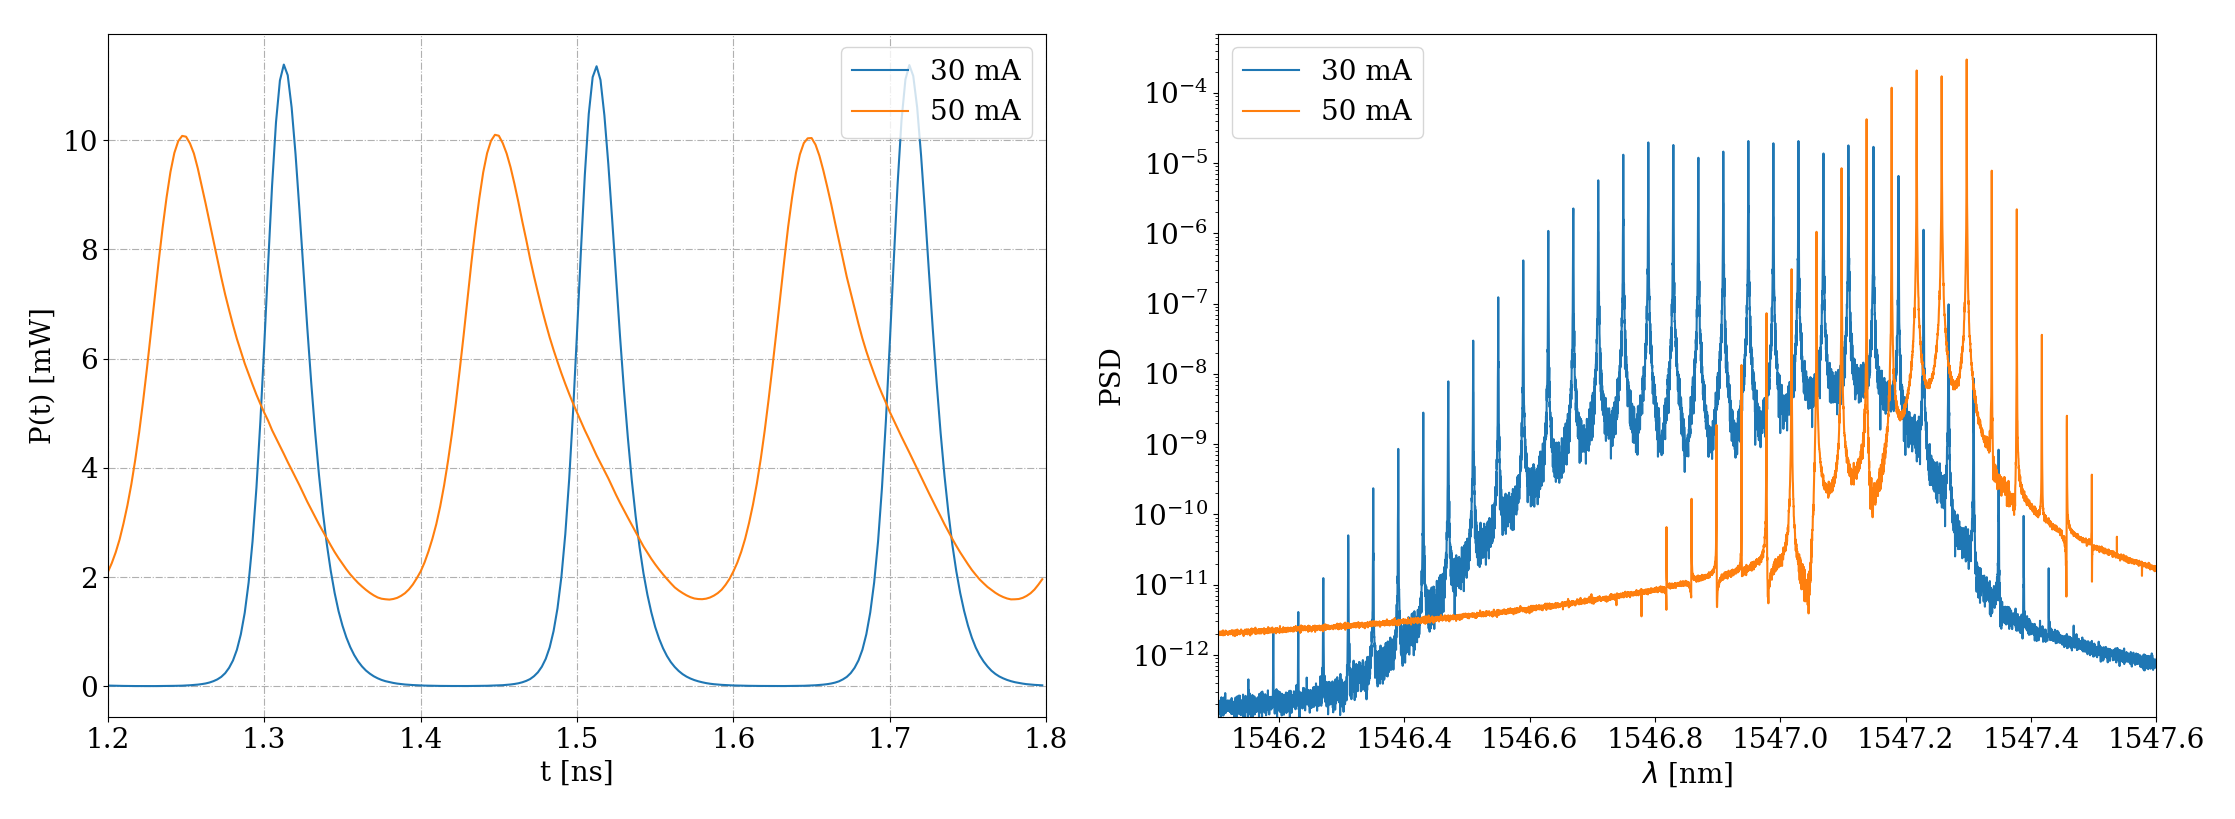 30 mA
50 mA
10
8
6
4
2
0
P(t) [mW]
1.2 1.3 1.4 1.5 1.6 1.7 1.8
t [ns]
30 mA
50 mA
10⁻⁴
10⁻⁵
10⁻⁶
10⁻⁷
10⁻⁸
10⁻⁹
10⁻¹⁰
10⁻¹¹
10⁻¹²
PSD
1546.2 1546.4 1546.6 1546.8 1547.0 1547.2 1547.4 1547.6
λ [nm]